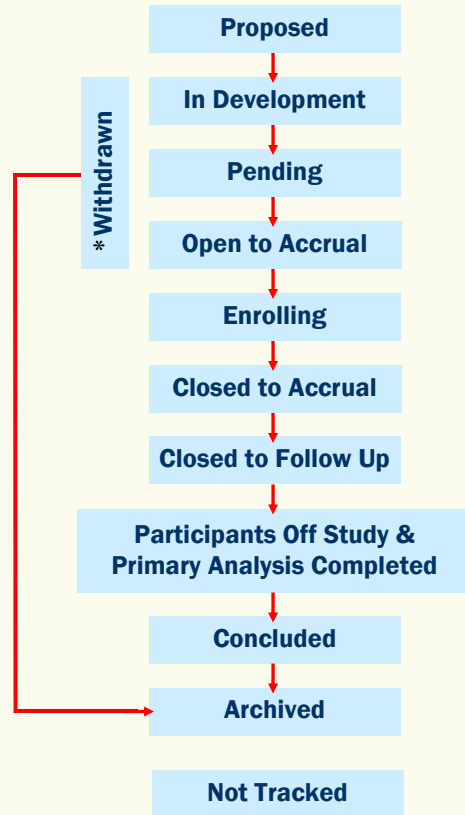 Proposed
In Development
*Withdrawn
Pending
Open to Accrual
Enrolling
Closed to Accrual
Closed to Follow Up
Participants Off Study &
Primary Analysis Completed
Concluded
Archived
Not Tracked